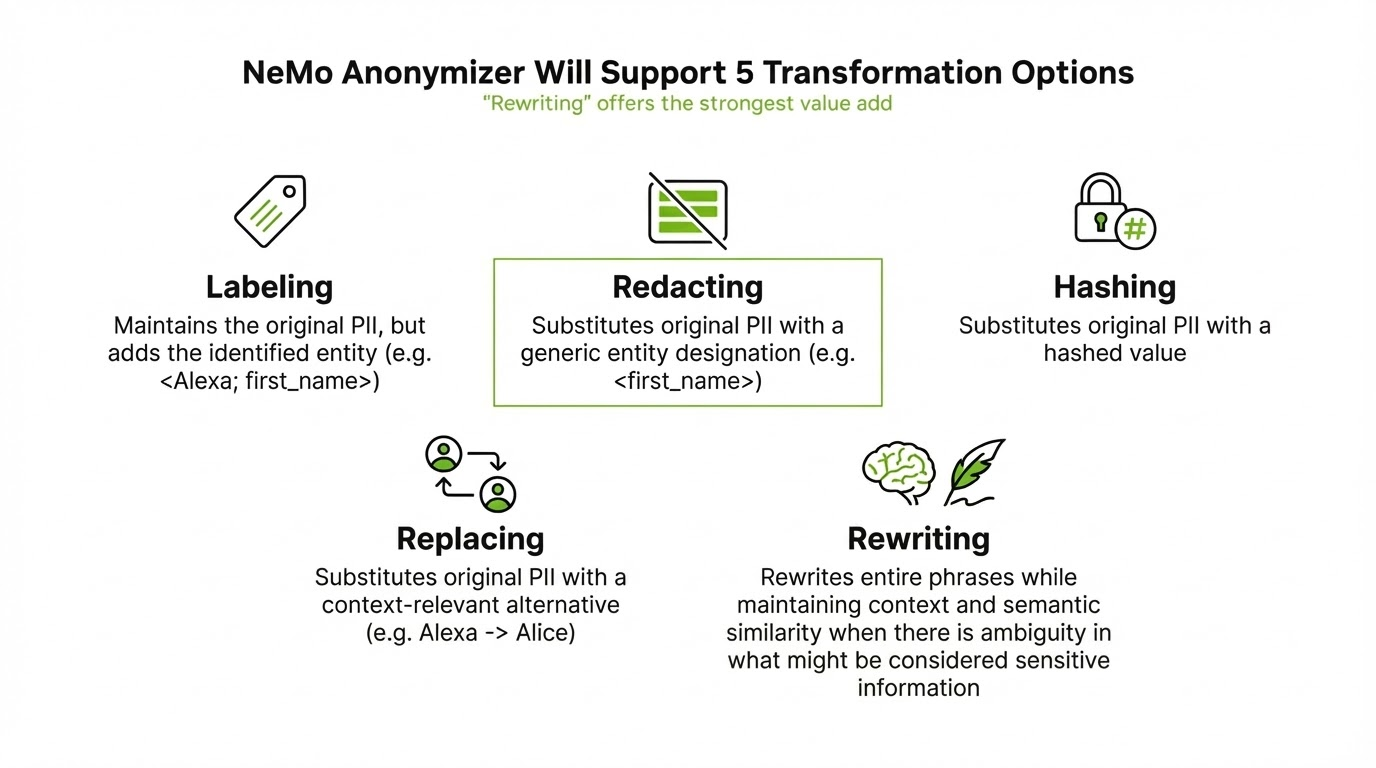 NeMo Anonymizer Will Support 5 Transformation Options
“Rewriting” offers the strongest value add
Labeling
Maintains the original PII, but
adds the identified entity (e.g.
<Alexa; first_name>)
Redacting
Substitutes original PII with a
generic entity designation (e.g.
<first_name>)
#
Hashing
Substitutes original PII with a
hashed value
Replacing
Substitutes original PII with a
context-relevant alternative
(e.g. Alexa -> Alice)
Rewriting
Rewrites entire phrases while
maintaining context and semantic
similarity when there is ambiguity in
what might be considered sensitive
information